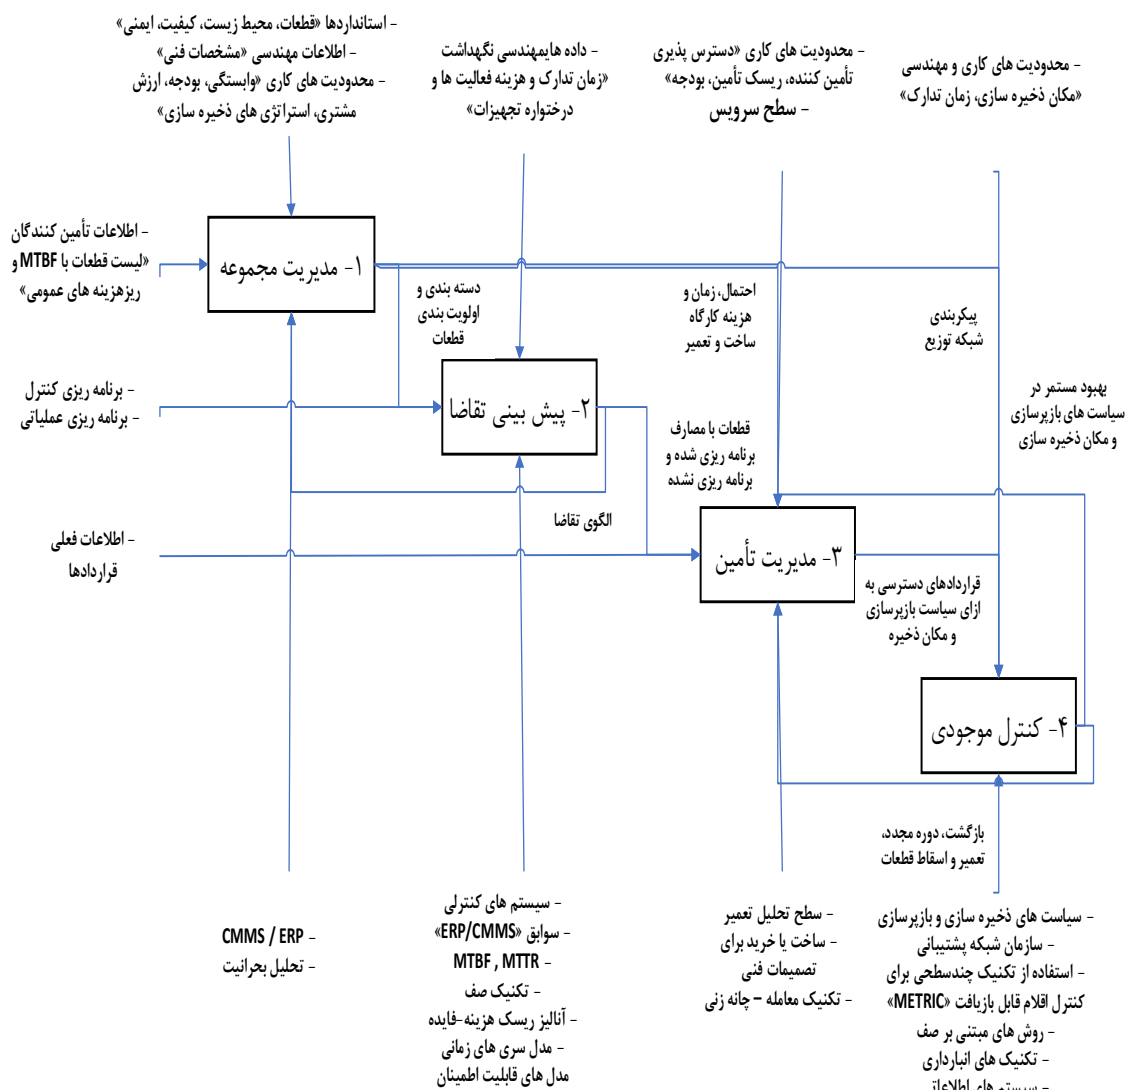 - استانداردها «قطعات، محیط زیست، کیفیت، ایمنی»
- اطلاعات مهندسی «مشخصات فنی»
- محدودیت های کاری «وابستگی، بودجه، ارزش
مشتری، استراتژی های ذخیره سازی»
- داده هایمهندسی نگهداشت
«زمان تدارک و هزینه فعالیت ها و
درختواره تجهیزات»
- محدودیت های کاری «دسترس پذیری
تأمین کننده، ریسک تأمین، بودجه»
- سطح سرویس
- محدودیت های کاری و مهندسی
«مکان ذخیره سازی، زمان تدارک»
- اطلاعات تأمین کنندگان
«لیست قطعات با MTBF و
ریزهزینه های عمومی»
۱- مدیریت مجموعه
دسته بندی و
اولویت بندی
قطعات
احتمال، زمان و
هزینه کارگاه
ساخت و تعمیر
پیکربندی
شبکه توزیع
- برنامه ریزی کنترل
- برنامه ریزی عملیاتی
۲- پیش بینی تقاضا
قطعات با مصارف
برنامه ریزی شده و
برنامه ریزی نشده
بهبود مستمر در
سیاست های بازپرسازی
و مکان ذخیره سازی
الگوی تقاضا
- اطلاعات فعلی
قراردادها
۳- مدیریت تأمین
قراردادهای دسترسی به
ازای سیاست بازپرسازی
و مکان ذخیره
۴- کنترل موجودی
بازگشت، دوره مجدد،
تعمیر و اسقاط قطعات
- CMMS / ERP
- تحلیل بحرانیت
- سیستم های کنترلی
- سوابق «ERP/CMMS»
- MTBF , MTTR
- تکنیک صف
- آنالیز ریسک هزینه-فایده
- مدل سری های زمانی
مدل های قابلیت اطمینان
- سطح تحلیل تعمیر
- ساخت یا خرید برای
تصمیمات فنی
- تکنیک معامله – چانه زنی
- سیاست های ذخیره سازی و بازپرسازی
- سازمان شبکه پشتیبانی
- استفاده از تکنیک چندسطحی برای
کنترل اقلام قابل بازیافت «METRIC»
- روش های مبتنی بر صف
- تکنیک های انبارداری
- سیستم های اطلاعاتی